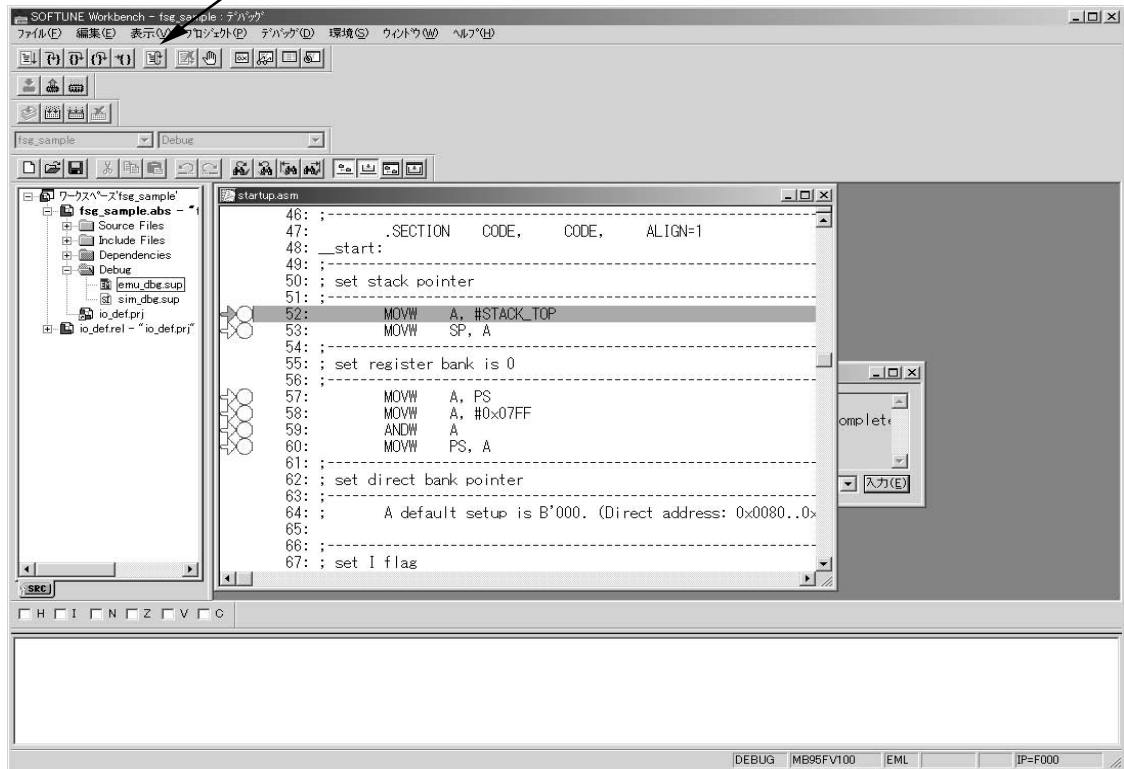 SOFTUNE Workbench - fsg_sample : デバッグ
ファイル(F) 編集(E) 表示(V) プロジェクト(P) デバッグ(D) 環境(S) ウィンドウ(W) ヘルプ(H)
fsg_sample Debug
ワークスペース'fsg_sample'
fsg_sample.abs - "f
Source Files
Include Files
Dependencies
Debug
emu_dbg.sup
sim_dbg.sup
io_def.prj
io_def.rel - "io_def.prj"
SRC
startup.asm
46: ;------------------------------------------------------------
47: .SECTION CODE, CODE, ALIGN=1
48: __start:
49: ;------------------------------------------------------------
50: ; set stack pointer
51: ;------------------------------------------------------------
52: MOVW A, #STACK_TOP
53: MOVW SP, A
54: ;------------------------------------------------------------
55: ; set register bank is 0
56: ;------------------------------------------------------------
57: MOVW A, PS
58: MOVW A, #0x07FF
59: ANDW A
60: MOVW PS, A
61: ;------------------------------------------------------------
62: ; set direct bank pointer
63: ;------------------------------------------------------------
64: ; A default setup is B'000. (Direct address: 0x0080..0x
65:
66: ;------------------------------------------------------------
67: ; set I flag
omplete
入力(E)
H I N Z V C
DEBUG MB95FV100 EML IP=F000